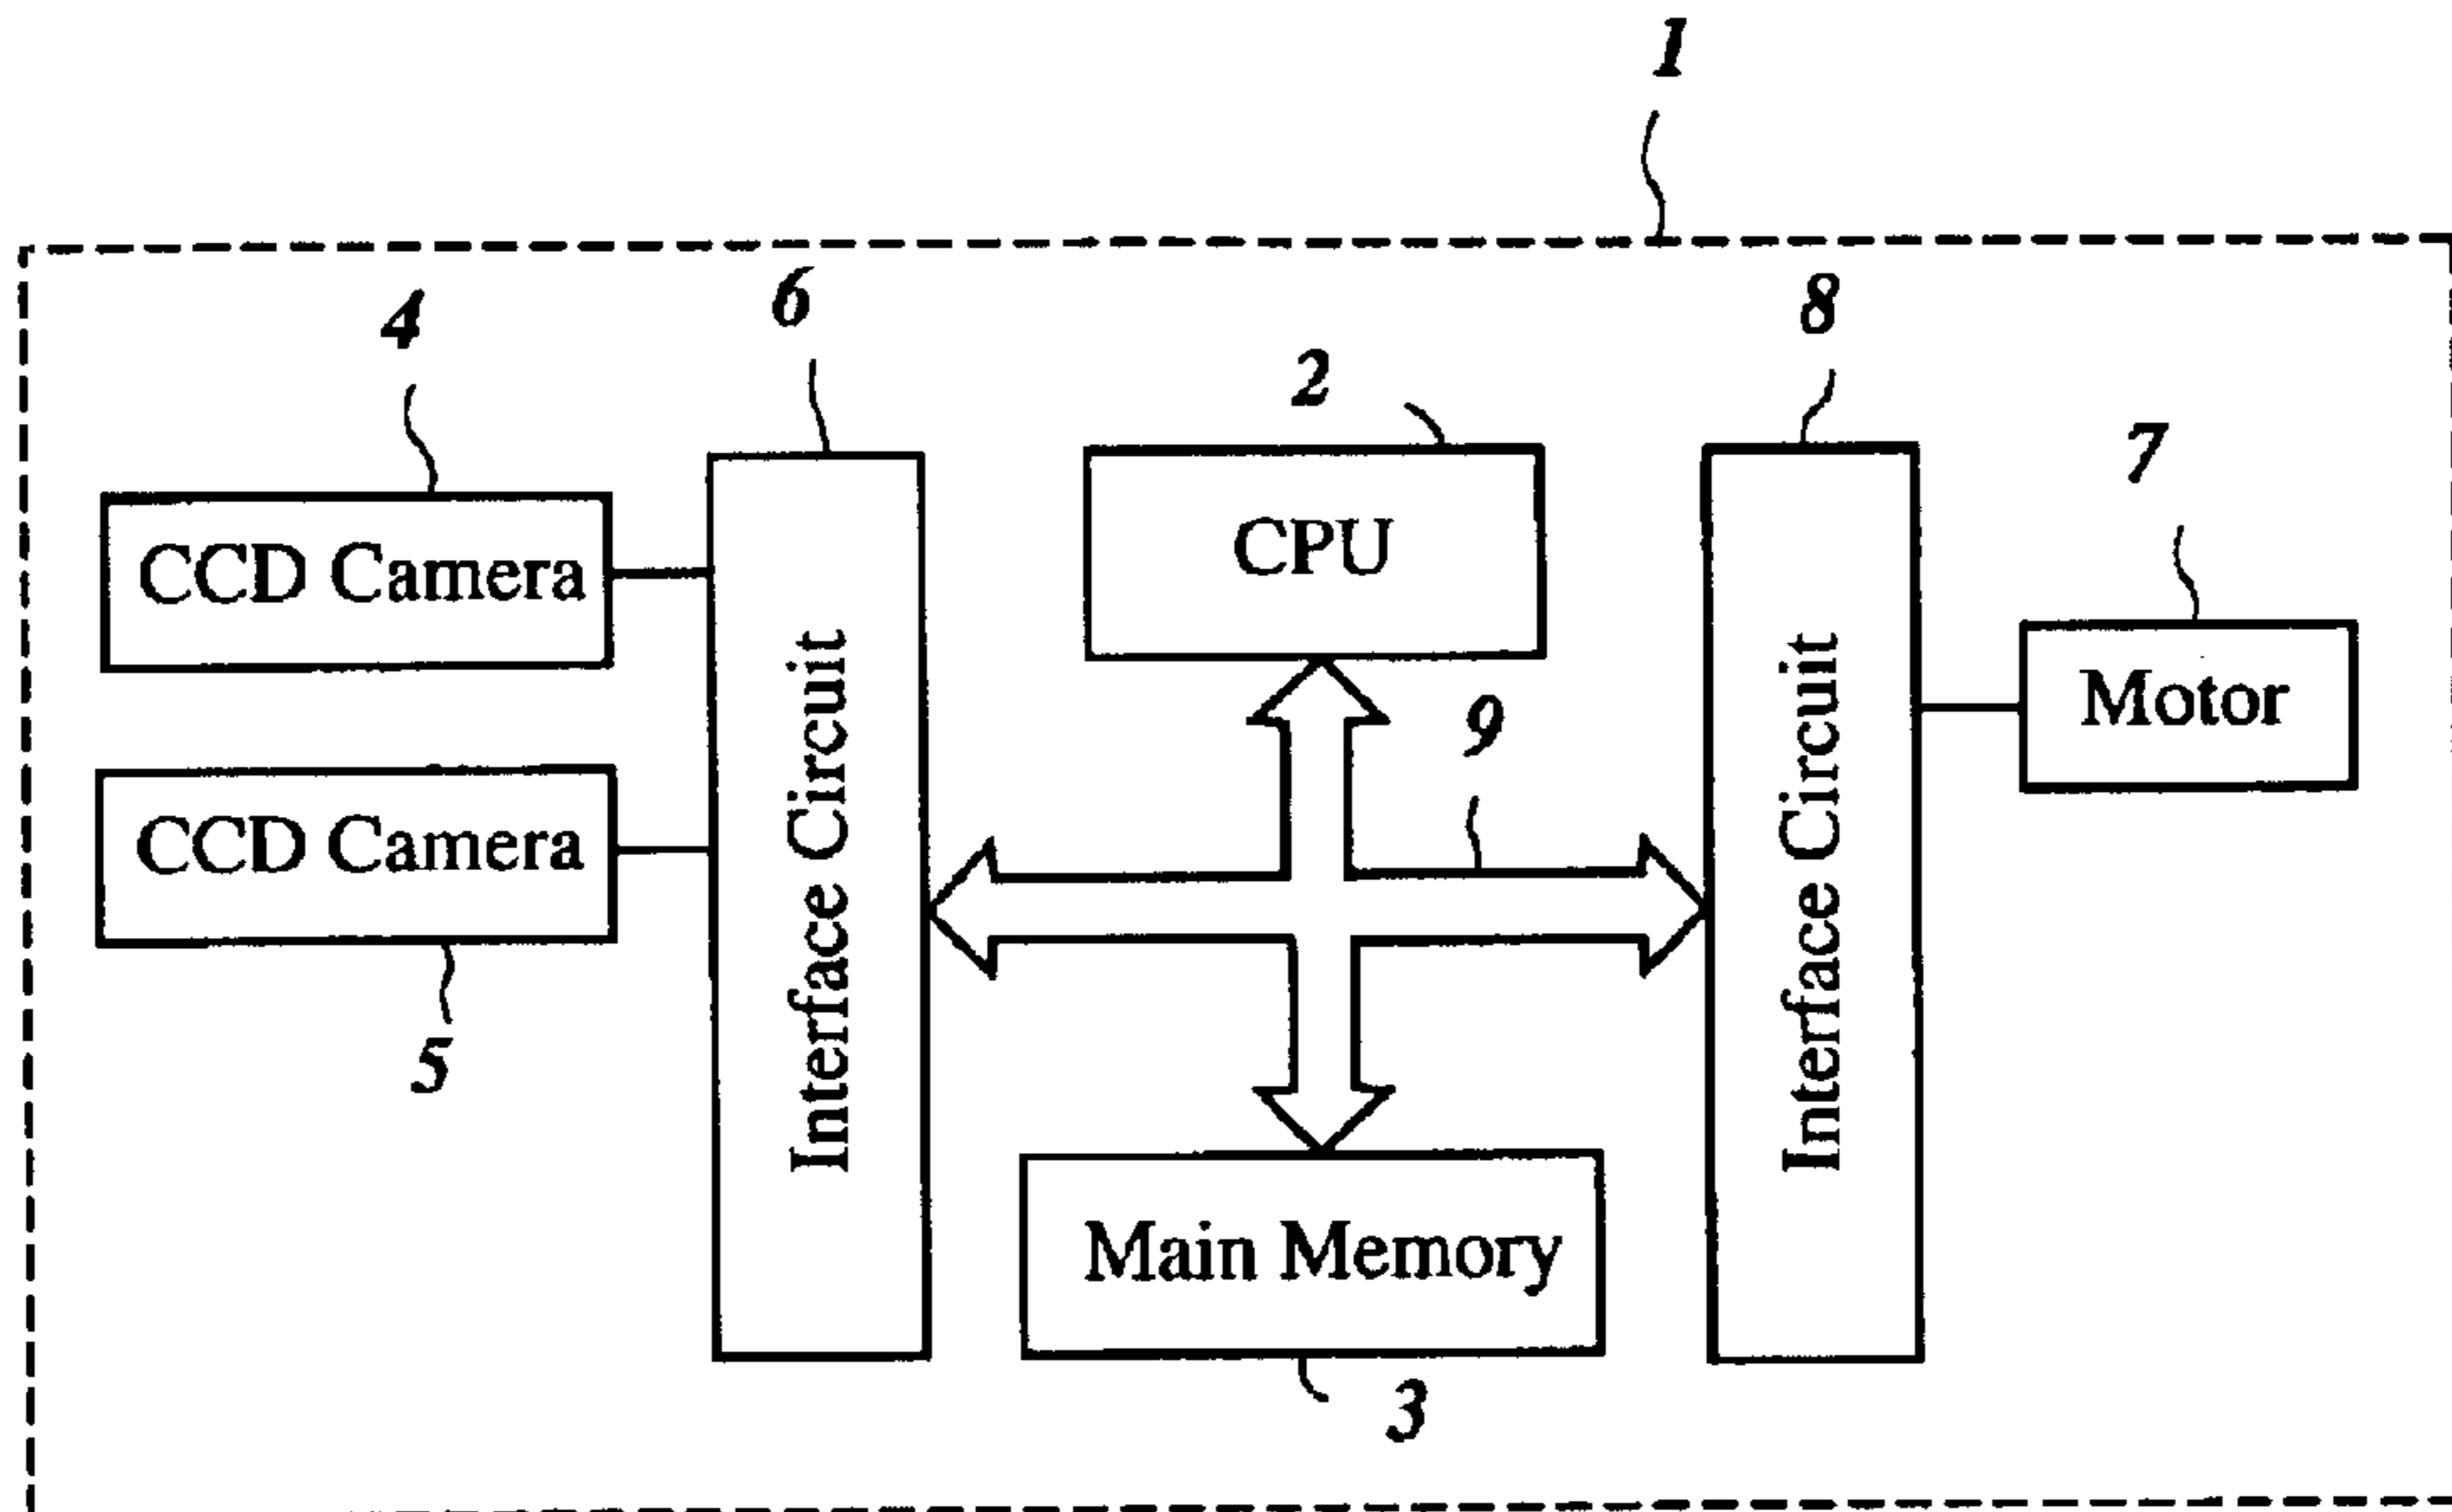 1
4
6
2
8
7
CCD Camera
CPU
Motor
Interface Circuit
Interface Circuit
9
CCD Camera
5
Main Memory
3